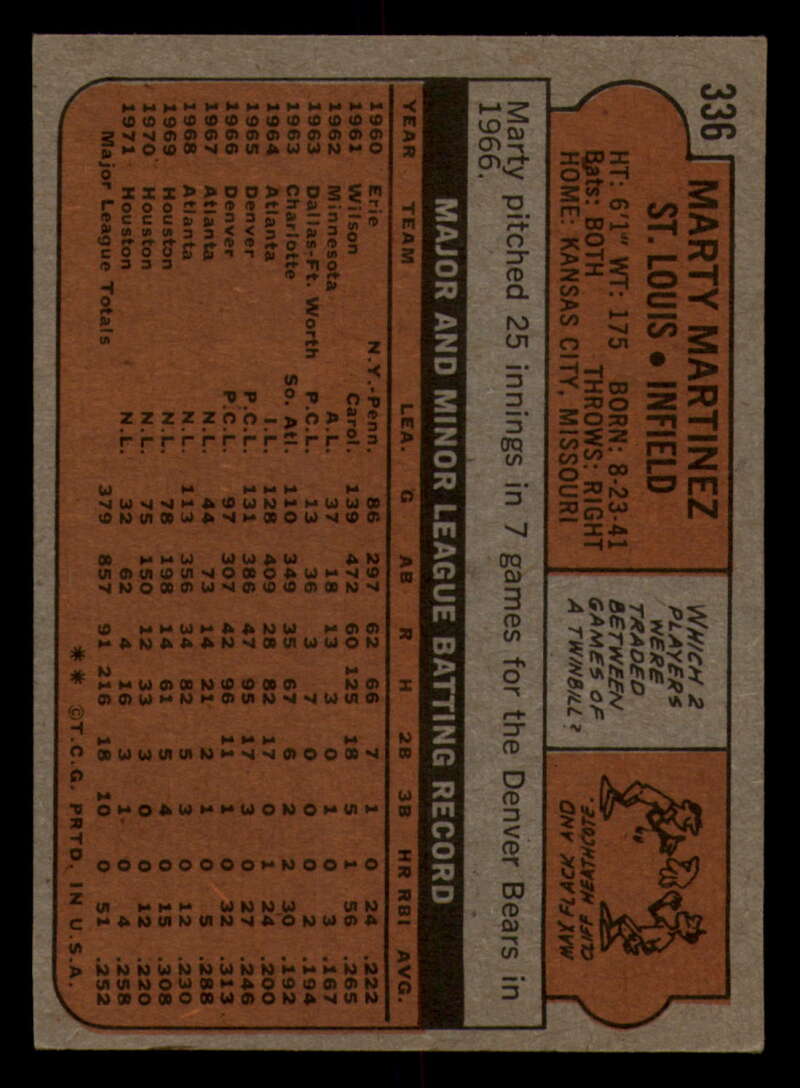 336
MARTY MARTINEZ
ST. LOUIS • INFIELD
HT: 6'1" WT: 175 BORN: 8-23-41
Bats: BOTH THROWS: RIGHT
HOME: KANSAS CITY, MISSOURI
WHICH 2
PLAYERS
WERE
TRADED
BETWEEN
GAMES OF
A TWINBILL?
MAX FLACK AND
CLIFF HEATHCOTE.
Marty pitched 25 innings in 7 games for the Denver Bears in
1966.
MAJOR AND MINOR LEAGUE BATTING RECORD
YEAR TEAM LEA. G AB R H 2B 3B HR RBI AVG.
1960 Erie N.Y.-Penn. 86 297 62 66 7 1 0 24 .222
1961 Wilson Carol. 139 472 60 125 18 5 1 56 .265
1962 Minnesota A.L. 37 18 13 3 0 1 0 3 .167
1963 Dallas-Ft. Worth P.C.L. 13 36 3 7 0 0 0 2 .194
1963 Charlotte So. Atl. 110 349 35 67 6 2 2 30 .192
1964 Atlanta I.L. 128 409 28 82 17 0 1 24 .200
1965 Denver P.C.L. 131 386 47 95 17 3 0 27 .246
1966 Denver P.C.L. 97 307 42 96 11 1 0 32 .313
1967 Atlanta N.L. 44 73 14 21 2 1 0 5 .288
1968 Atlanta N.L. 113 356 34 82 5 3 0 12 .230
1969 Houston N.L. 78 198 14 61 5 4 0 15 .308
1970 Houston N.L. 75 150 12 33 3 0 0 12 .220
1971 Houston N.L. 32 62 4 16 3 1 0 4 .258
Major League Totals 379 857 91 216 18 10 0 51 .252
** ©T.C.G. PRTD. IN U.S.A.